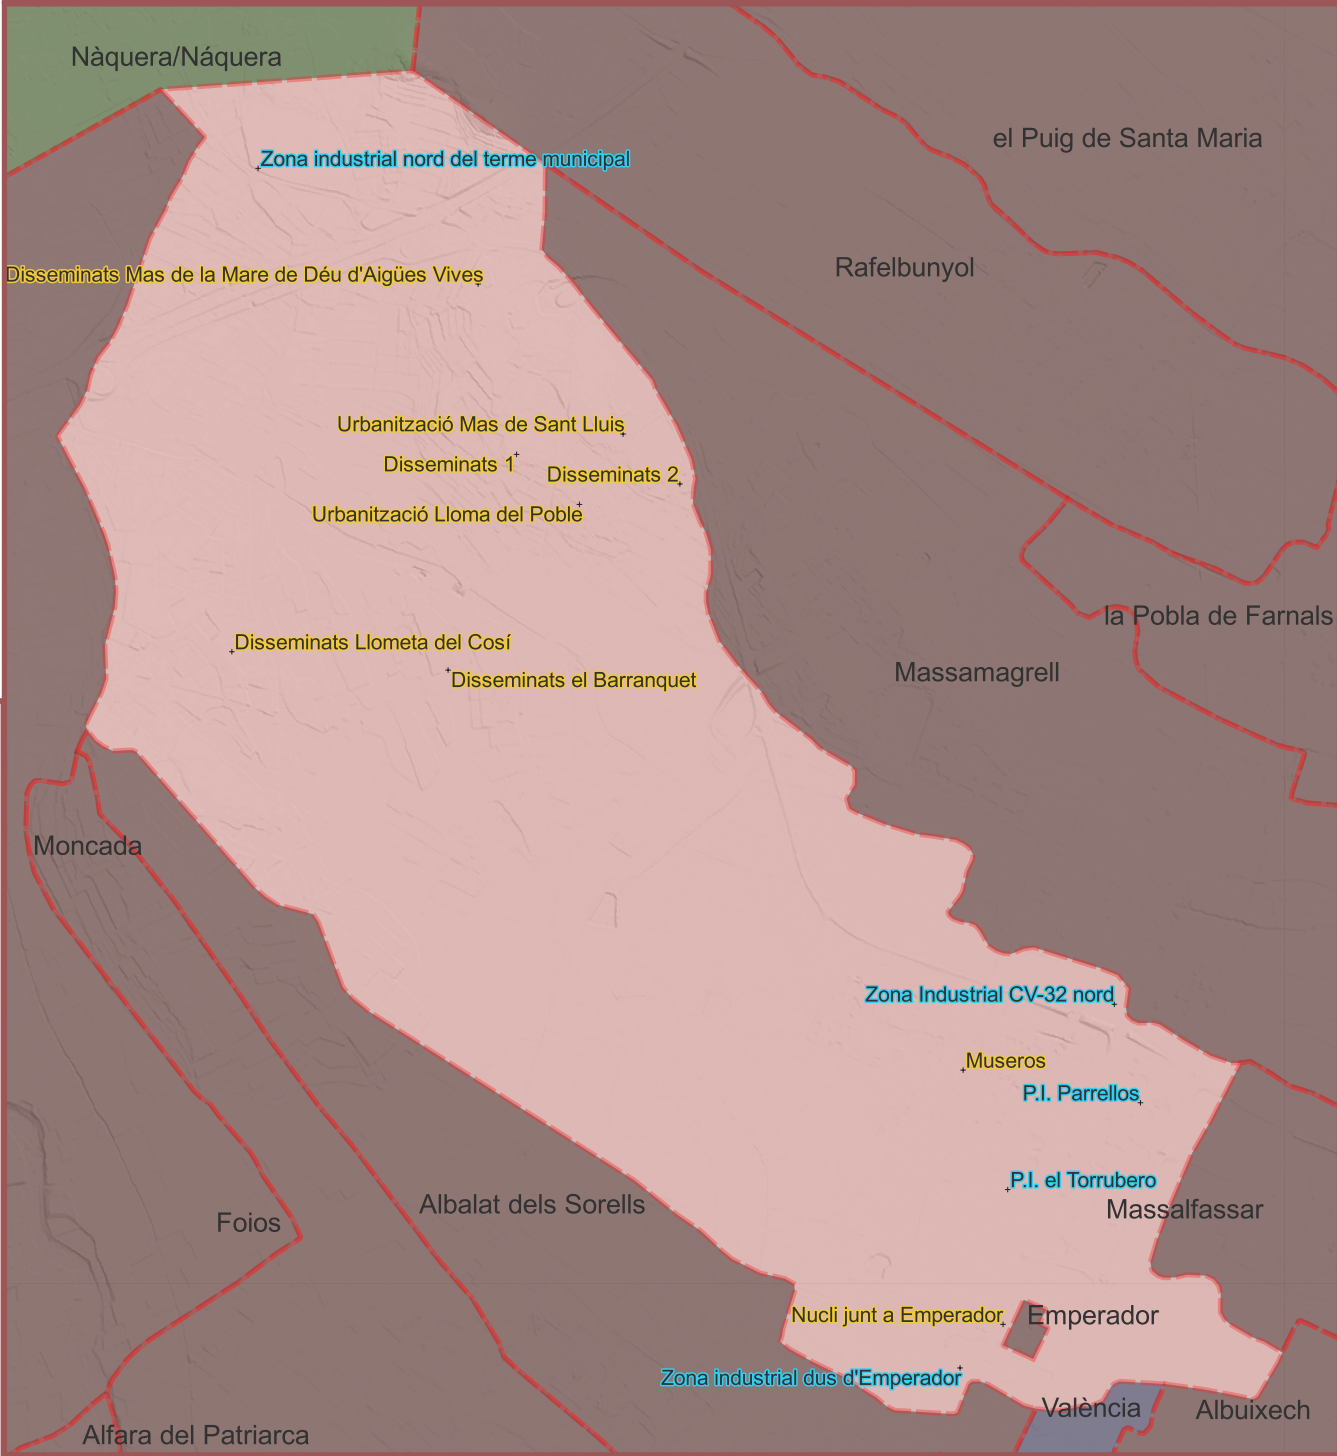 Nàquera/Náquera
el Puig de Santa Maria
Zona industrial nord del terme municipal
Rafelbunyol
Disseminats Mas de la Mare de Déu d'Aigües Vives
Urbanització Mas de Sant Lluis
Disseminats 1
Disseminats 2
Urbanització Lloma del Poble
la Pobla de Farnals
Disseminats Llometa del Cosí
Massamagrell
Disseminats el Barranquet
Moncada
Zona Industrial CV-32 nord
Museros
P.I. Parrellos
P.I. el Torrubero
Albalat dels Sorells
Massalfassar
Foios
Nucli junt a Emperador
Emperador
Zona industrial dus d'Emperador
València
Albuixech
Alfara del Patriarca